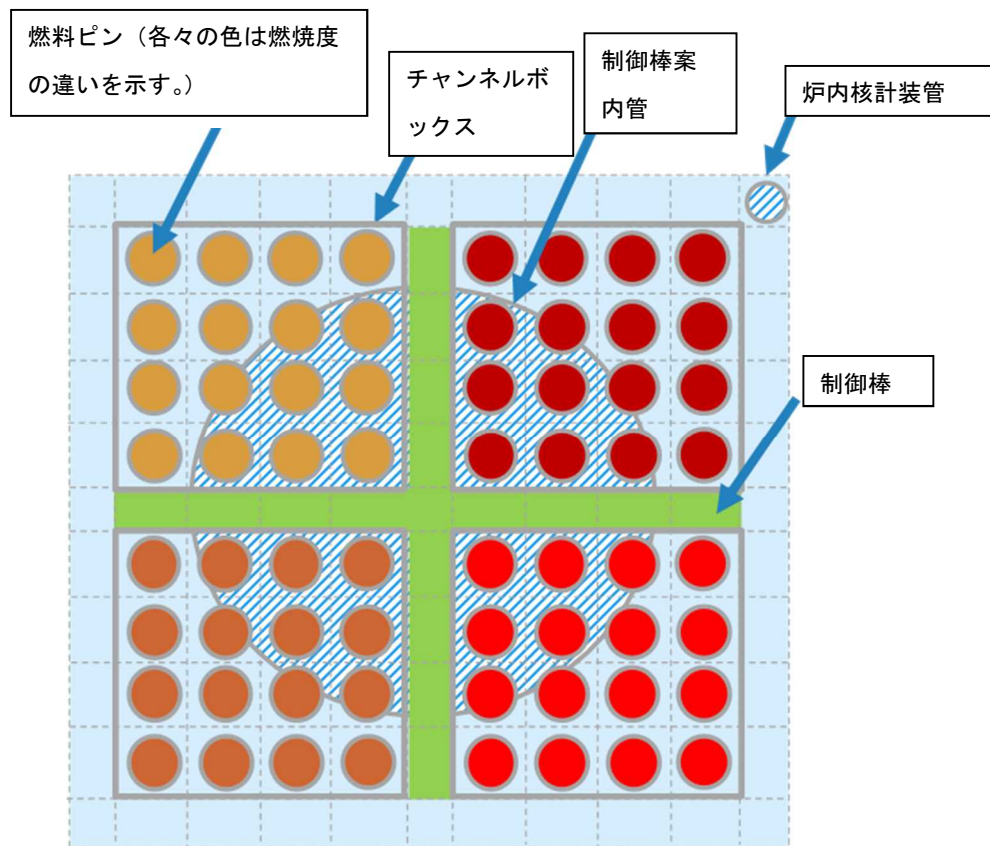 燃料ピン（各々の色は燃焼度
の違いを示す。）
チャンネルボ
ックス
制御棒案
内管
炉内核計装管
制御棒